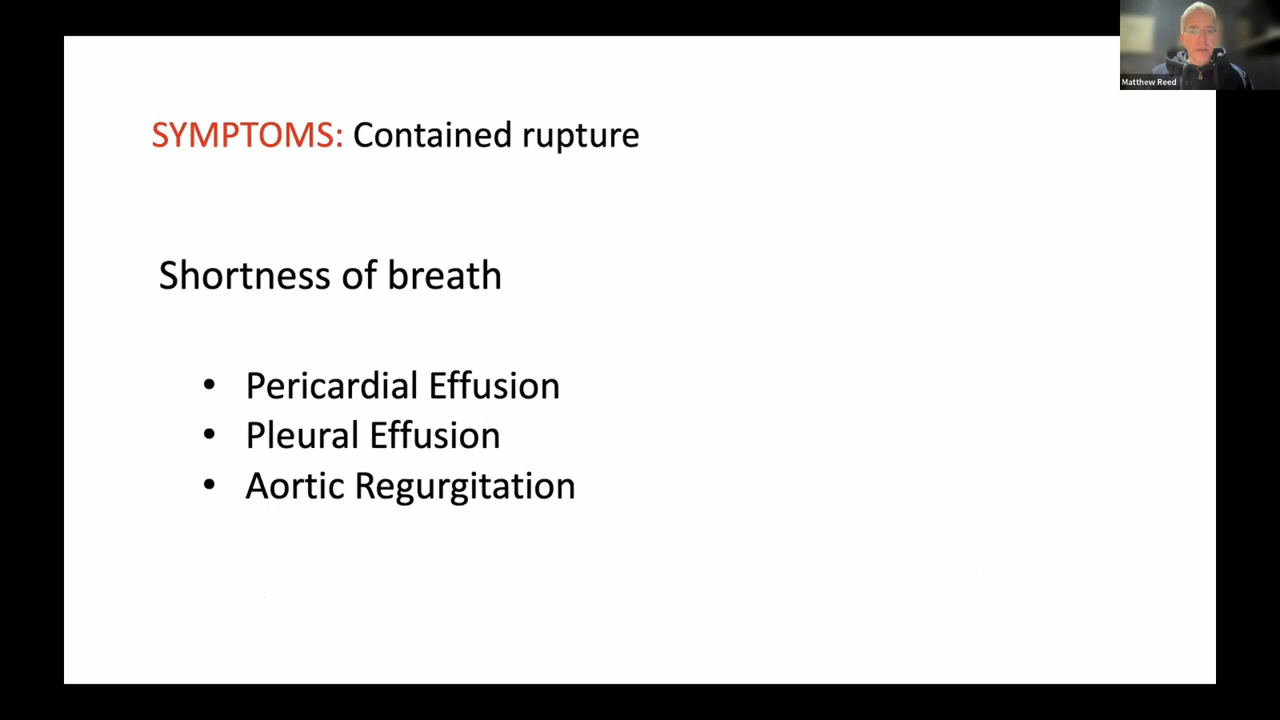 Matthew Reed
SYMPTOMS: Contained rupture
Shortness of breath
• Pericardial Effusion
• Pleural Effusion
• Aortic Regurgitation